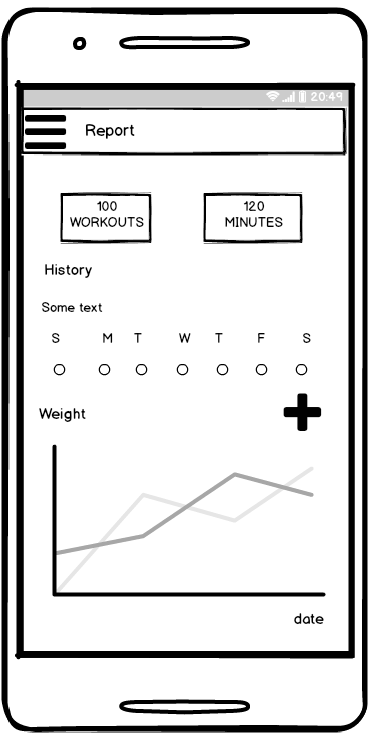 20:49
Report
100 120
WORKOUTS MINUTES
History
Some text
S M T W T F S
Weight
date